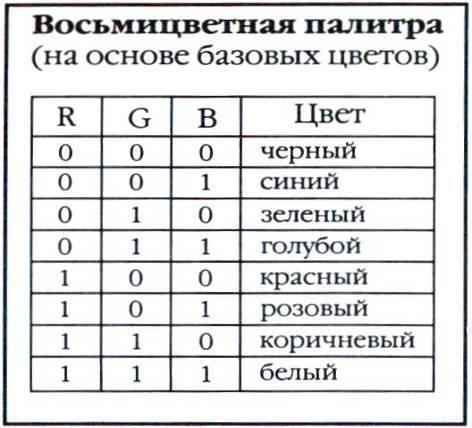 Восьмицветная палитра
(на основе базовых цветов)
R G B Цвет
0 0 0 черный
0 0 1 синий
0 1 0 зеленый
0 1 1 голубой
1 0 0 красный
1 0 1 розовый
1 1 0 коричневый
1 1 1 белый